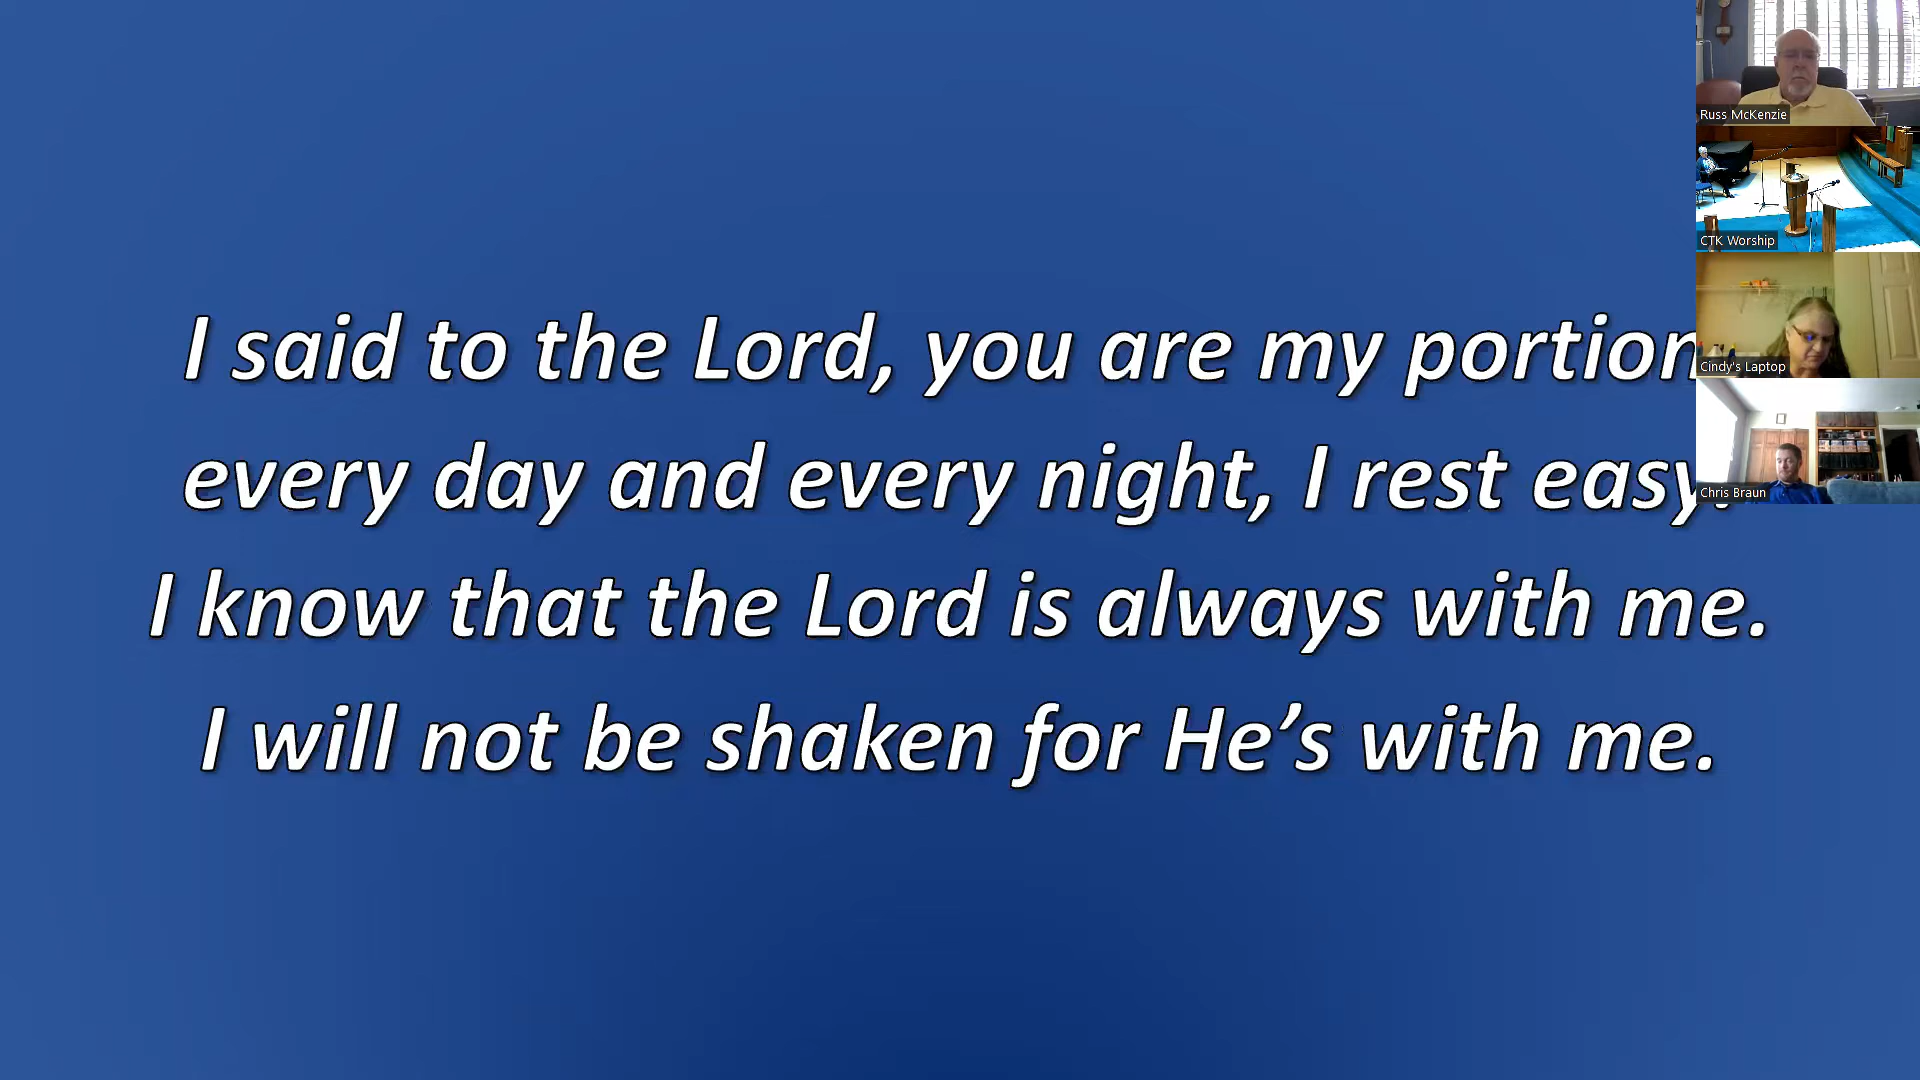 I said to the Lord, you are my portion
every day and every night, I rest easy.
I know that the Lord is always with me.
I will not be shaken for He’s with me.
Russ McKenzie
CTK Worship
Cindy's Laptop
Chris Braun